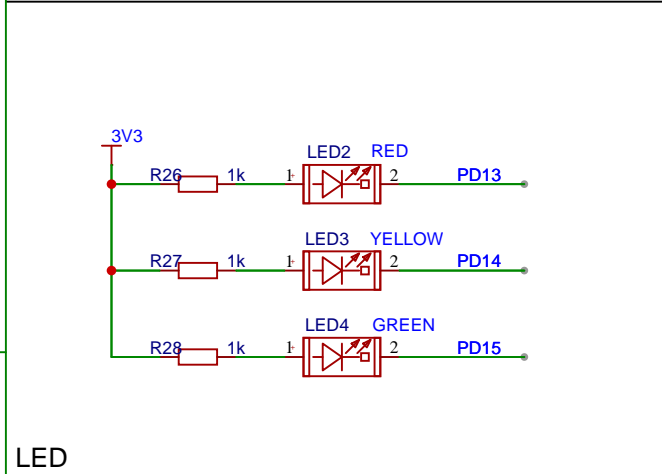 3V3
LED2 RED
R26 1k 1 2 PD13
LED3 YELLOW
R27 1k 1 2 PD14
LED4 GREEN
R28 1k 1 2 PD15
LED